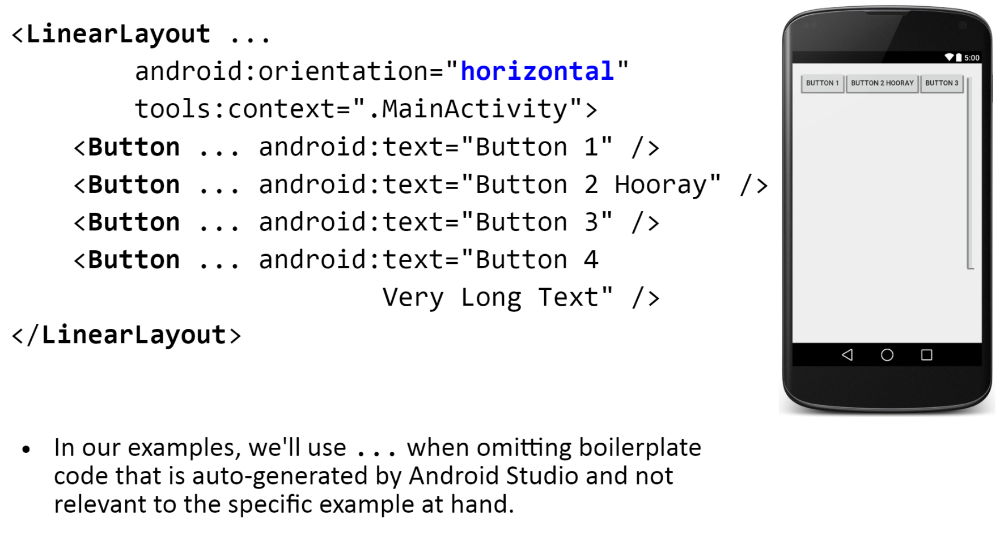 <LinearLayout ...
android:orientation="horizontal"
tools:context=".MainActivity">
<Button ... android:text="Button 1" />
<Button ... android:text="Button 2 Hooray" />
<Button ... android:text="Button 3" />
<Button ... android:text="Button 4
Very Long Text" />
</LinearLayout>
5:00
BUTTON 1 BUTTON 2 HOORAY BUTTON 3
• In our examples, we'll use ... when omitting boilerplate
code that is auto-generated by Android Studio and not
relevant to the specific example at hand.